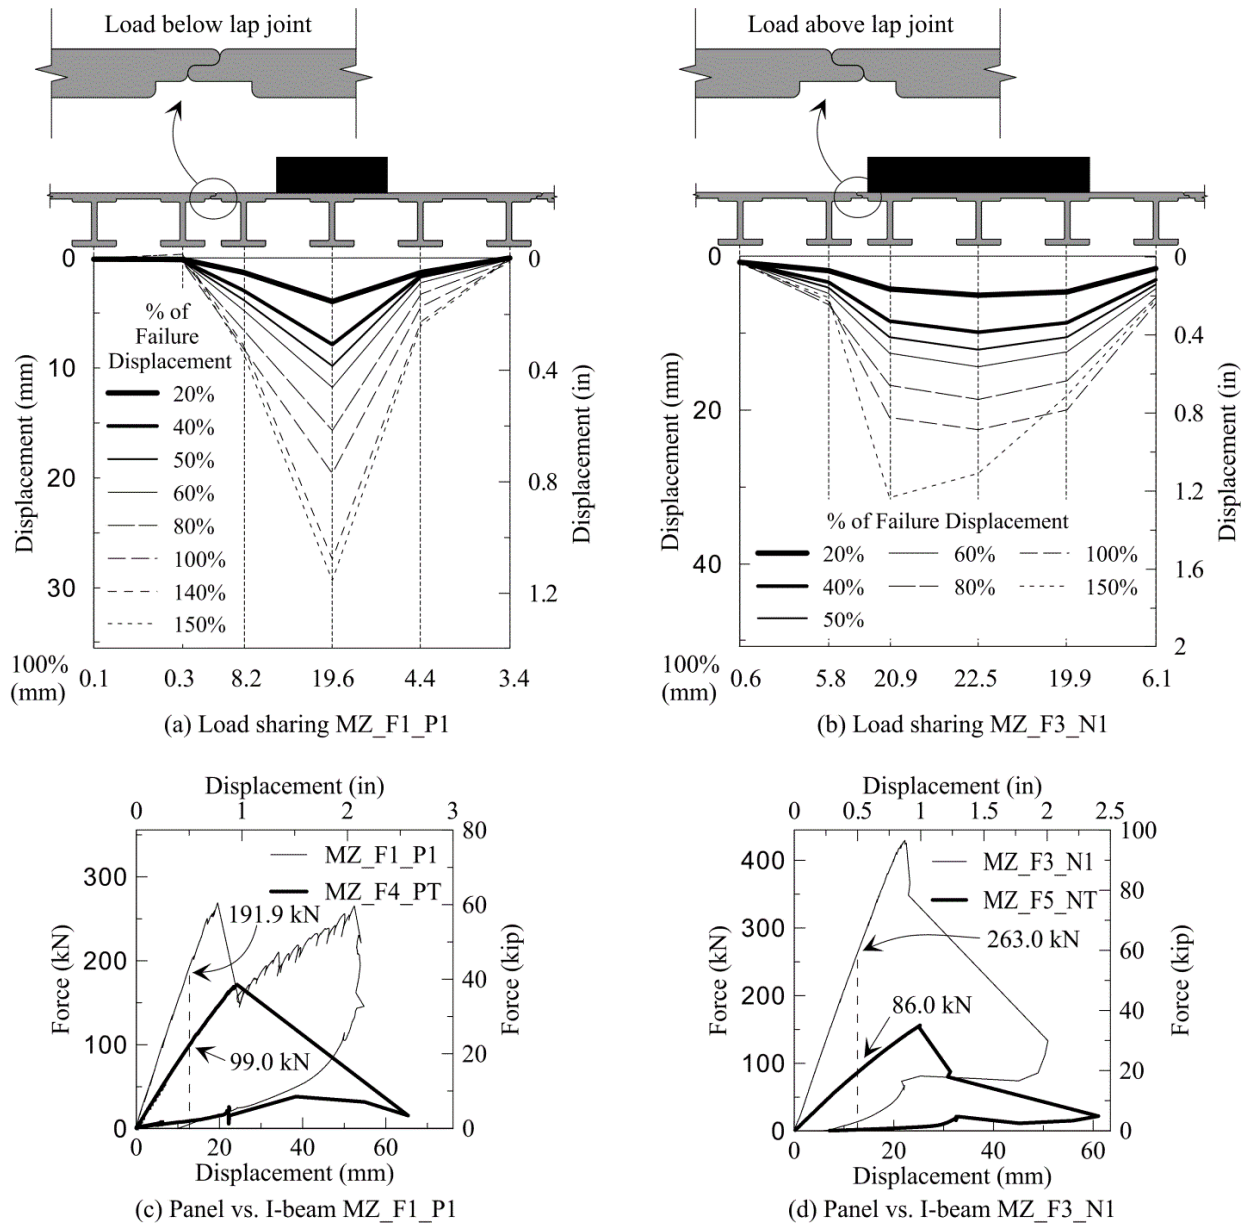 Load below lap joint
Load above lap joint
0
10
20
30
Displacement (mm)
% of
Failure
Displacement
20%
40%
50%
60%
80%
100%
140%
150%
0
0.4
0.8
1.2
Displacement (in)
100%
(mm)
0.1
0.3
8.2
19.6
4.4
3.4
(a) Load sharing MZ_F1_P1
0
20
40
Displacement (mm)
% of Failure Displacement
20%
60%
100%
40%
80%
150%
50%
0
0.4
0.8
1.2
1.6
2
Displacement (in)
100%
(mm)
0.6
5.8
20.9
22.5
19.9
6.1
(b) Load sharing MZ_F3_N1
Displacement (in)
0
1
2
3
300
200
100
0
Force (kN)
MZ_F1_P1
MZ_F4_PT
191.9 kN
99.0 kN
80
60
40
20
0
Force (kip)
0
20
40
60
Displacement (mm)
(c) Panel vs. I-beam MZ_F1_P1
Displacement (in)
0
0.5
1
1.5
2
2.5
400
300
200
100
0
Force (kN)
MZ_F3_N1
MZ_F5_NT
263.0 kN
86.0 kN
100
80
60
40
20
0
Force (kip)
0
20
40
60
Displacement (mm)
(d) Panel vs. I-beam MZ_F3_N1